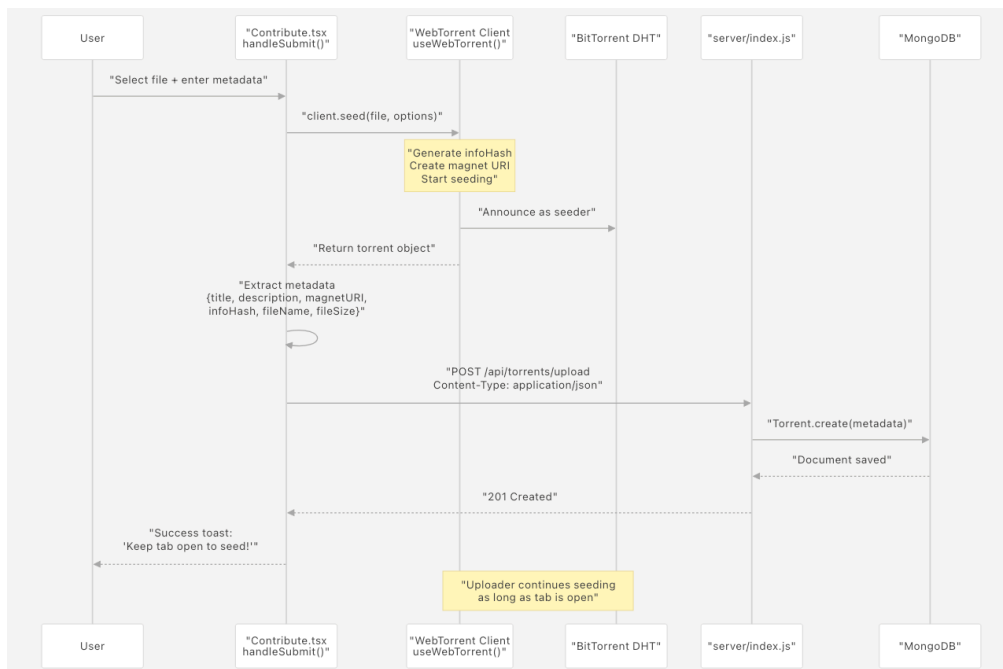 User
"Contribute.tsx
handleSubmit()"
"WebTorrent Client
useWebTorrent()"
"BitTorrent DHT"
"server/index.js"
"MongoDB"
"Select file + enter metadata"
"client.seed(file, options)"
"Generate infoHash
Create magnet URI
Start seeding"
"Announce as seeder"
"Return torrent object"
"Extract metadata
{title, description, magnetURI,
infoHash, fileName, fileSize}"
"POST /api/torrents/upload
Content-Type: application/json"
"Torrent.create(metadata)"
"Document saved"
"201 Created"
"Success toast:
'Keep tab open to seed!'"
"Uploader continues seeding
as long as tab is open"
User
"Contribute.tsx
handleSubmit()"
"WebTorrent Client
useWebTorrent()"
"BitTorrent DHT"
"server/index.js"
"MongoDB"